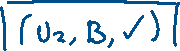 (U2, B, ✓)